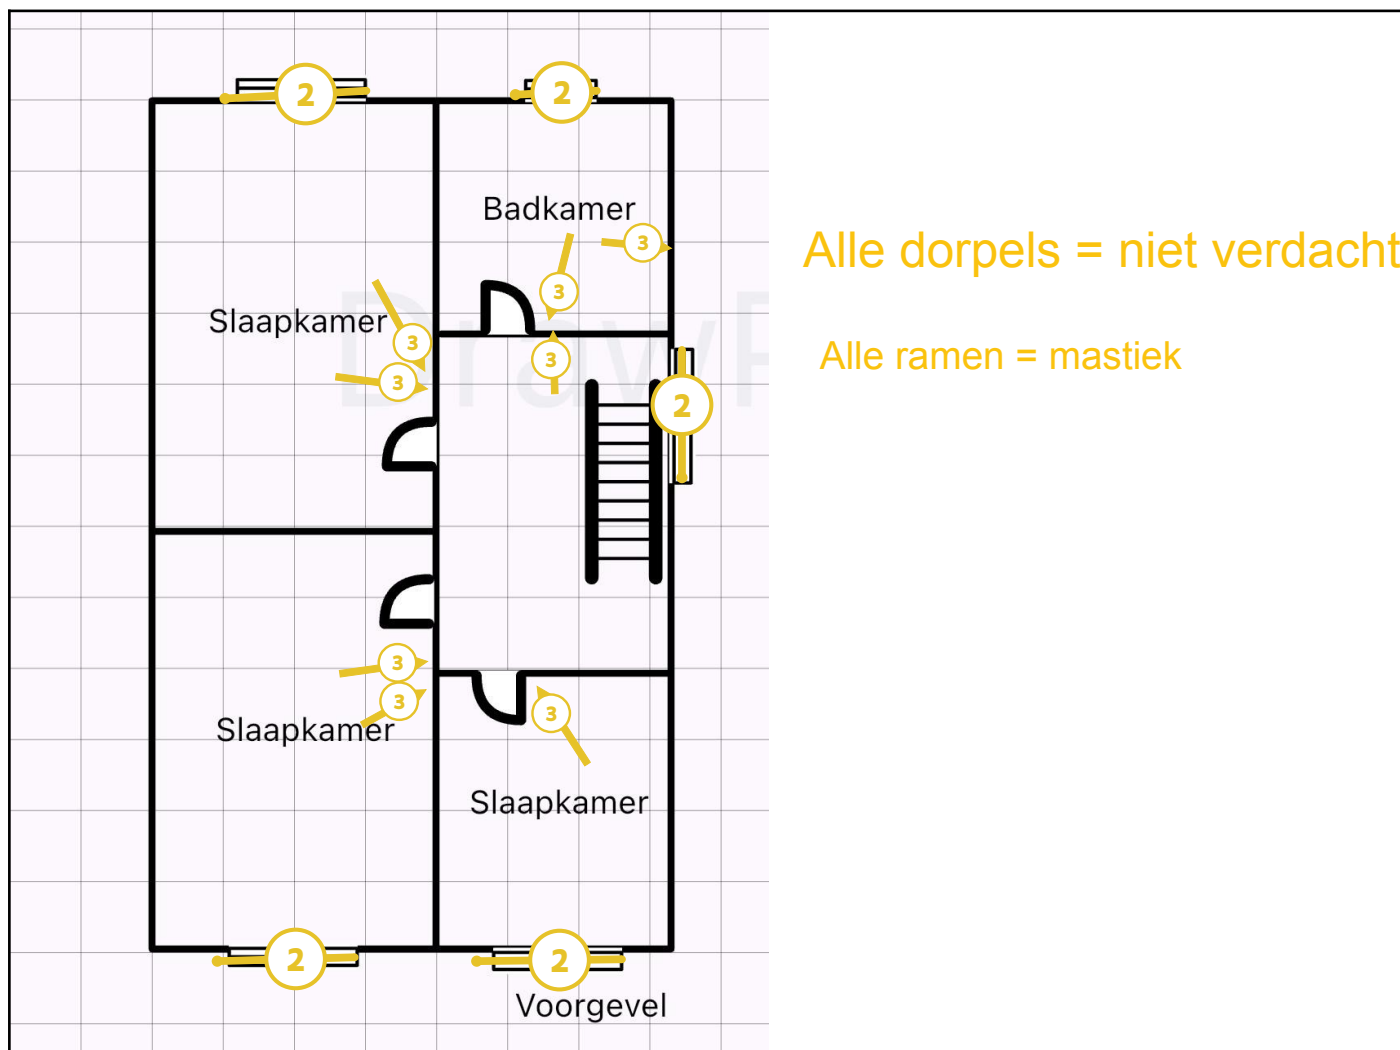 2
2
Badkamer
3
Alle dorpels = niet verdacht
3
Slaapkamer
3
3
Alle ramen = mastiek
3
2
3
3
Slaapkamer
3
Slaapkamer
2
2
Voorgevel